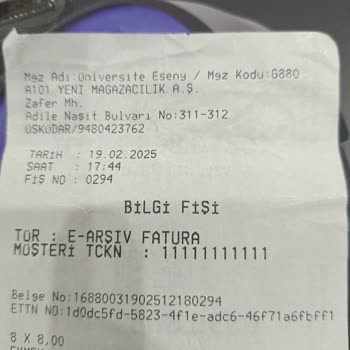 Mgz Adı:Üniversite Eseny / Mgz Kodu:G880
A101 YENİ MAĞAZACILIK A.Ş.
Zafer Mh.
Adile Naşit Bulvarı No:311-312
ÜSKÜDAR/9480423762
TARİH : 19.02.2025
SAAT : 17:44
FİŞ NO : 0294
BİLGİ FİŞİ
TÜR : E-ARŞİV FATURA
MÜŞTERİ TCKN : 11111111111
Belge No:16880031902512180294
ETTN NO:1d0dc5fd-5823-4f1e-adc6-46f71a6fbff1
8 X 8,00